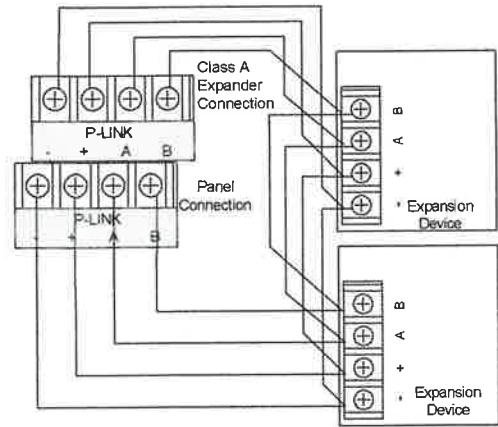 Class A
Expander
Connection
P-LINK
- + A B
Panel
Connection
P-LINK
- + A B
B
A
+
-
Expansion
Device
B
A
+
-
Expansion
Device